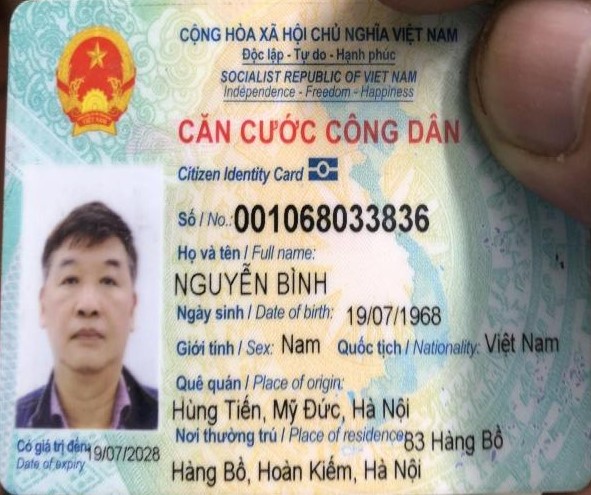 CỘNG HÒA XÃ HỘI CHỦ NGHĨA VIỆT NAM
Độc lập - Tự do - Hạnh phúc
SOCIALIST REPUBLIC OF VIET NAM
Independence - Freedom - Happiness
CĂN CƯỚC CÔNG DÂN
Citizen Identity Card
Số / No.: 001068033836
Họ và tên / Full name:
NGUYỄN BÌNH
Ngày sinh / Date of birth: 19/07/1968
Giới tính / Sex: Nam Quốc tịch / Nationality: Việt Nam
Quê quán / Place of origin:
Hùng Tiến, Mỹ Đức, Hà Nội
Nơi thường trú / Place of residence: 83 Hàng Bồ
Hàng Bồ, Hoàn Kiếm, Hà Nội
Có giá trị đến: 19/07/2028
Date of expiry